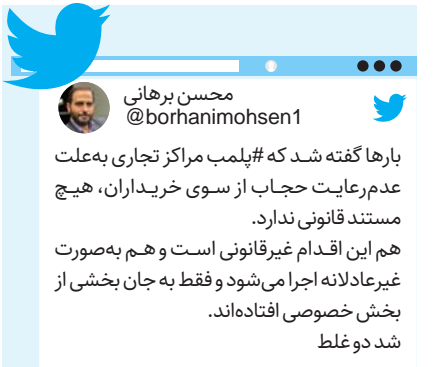 محسن برهانی
@borhanimohsen1
بارها گفته شد که #پلمب مراکز تجاری به‌علت
عدم‌رعایت حجاب از سوی خریداران، هیچ
مستند قانونی ندارد.
هم این اقدام غیرقانونی است و هم به‌صورت
غیرعادلانه اجرا می‌شود و فقط به جان بخشی از
بخش خصوصی افتاده‌اند.
شد دو غلط